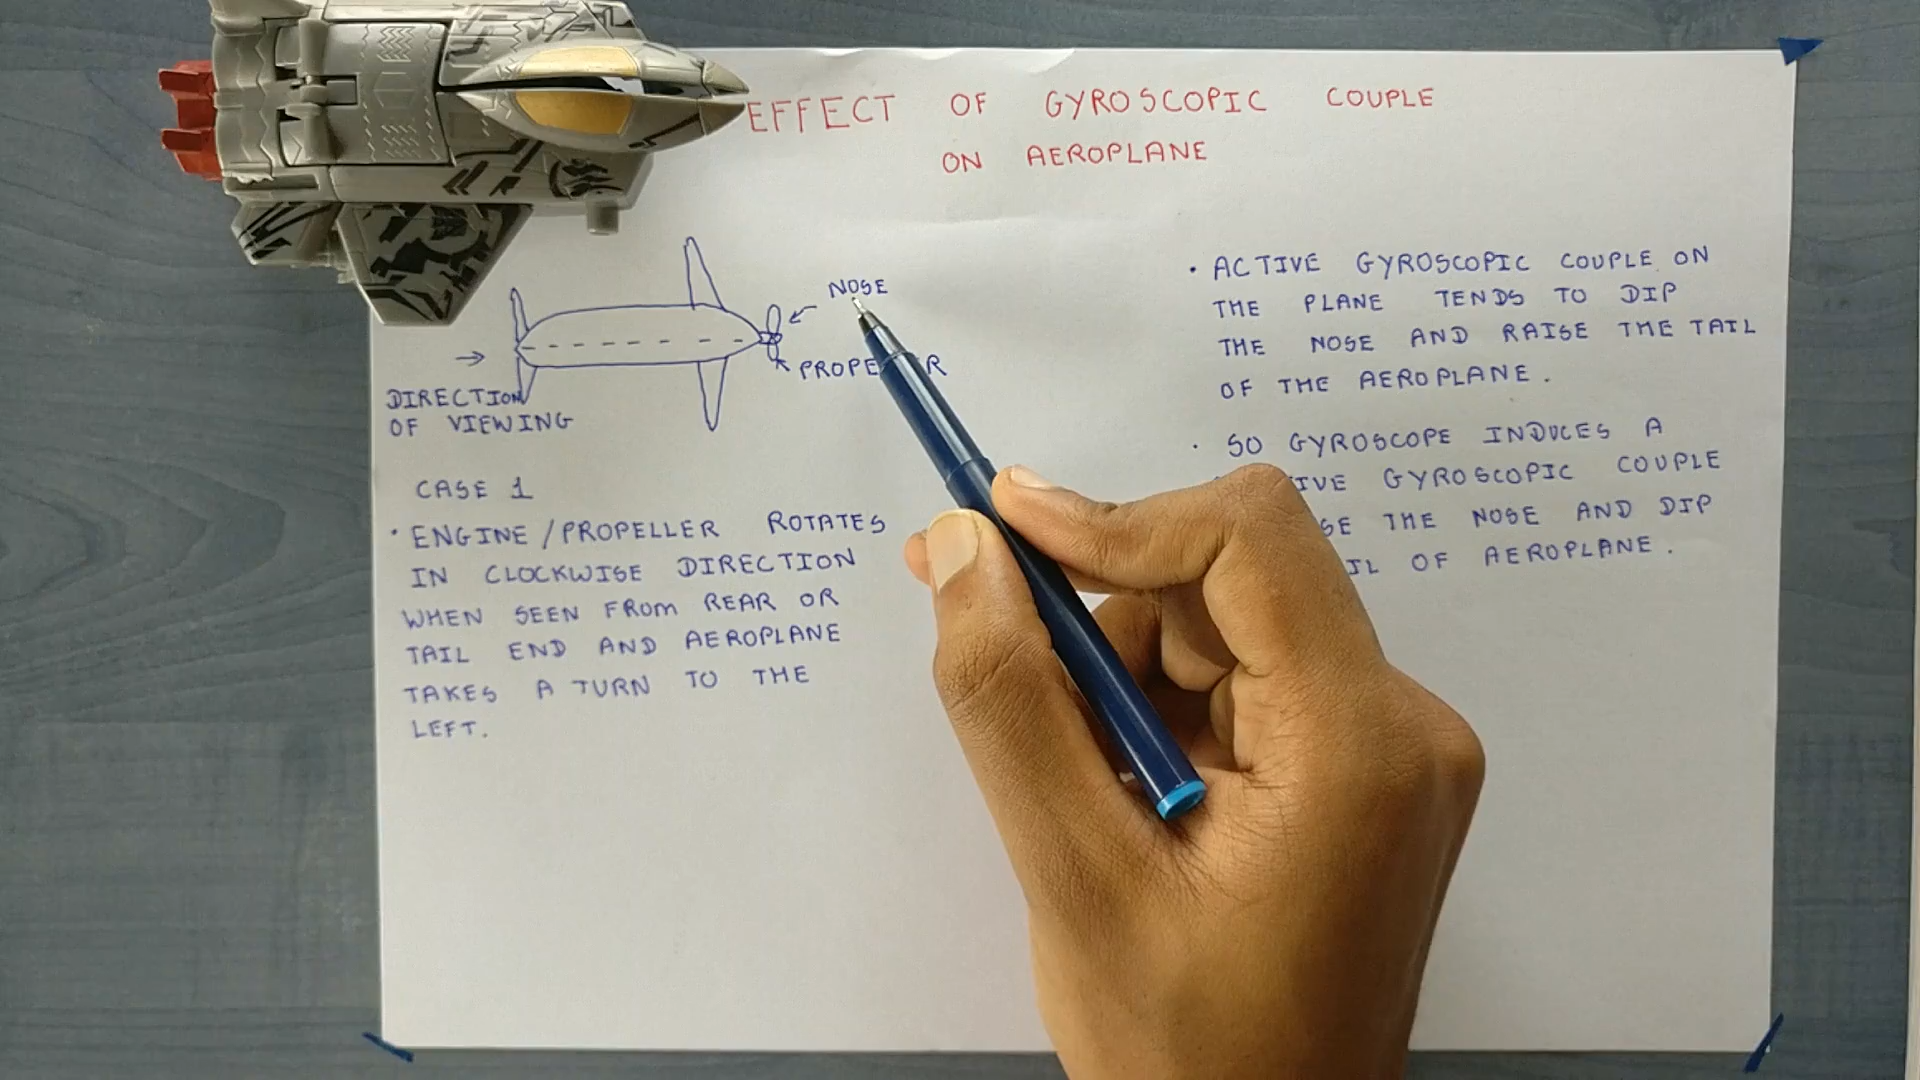 EFFECT OF GYROSCOPIC COUPLE
ON AEROPLANE
NOSE
DIRECTION
OF VIEWING
CASE 1
• ENGINE/PROPELLER ROTATES
IN CLOCKWISE DIRECTION
WHEN SEEN FROM REAR OR
TAIL END AND AEROPLANE
TAKES A TURN TO THE
LEFT.
• ACTIVE GYROSCOPIC COUPLE ON
THE PLANE TENDS TO DIP
THE NOSE AND RAISE THE TAIL
OF THE AEROPLANE.
• SO GYROSCOPE INDUCES A
GYROSCOPIC COUPLE
THE NOSE AND DIP
OF AEROPLANE.